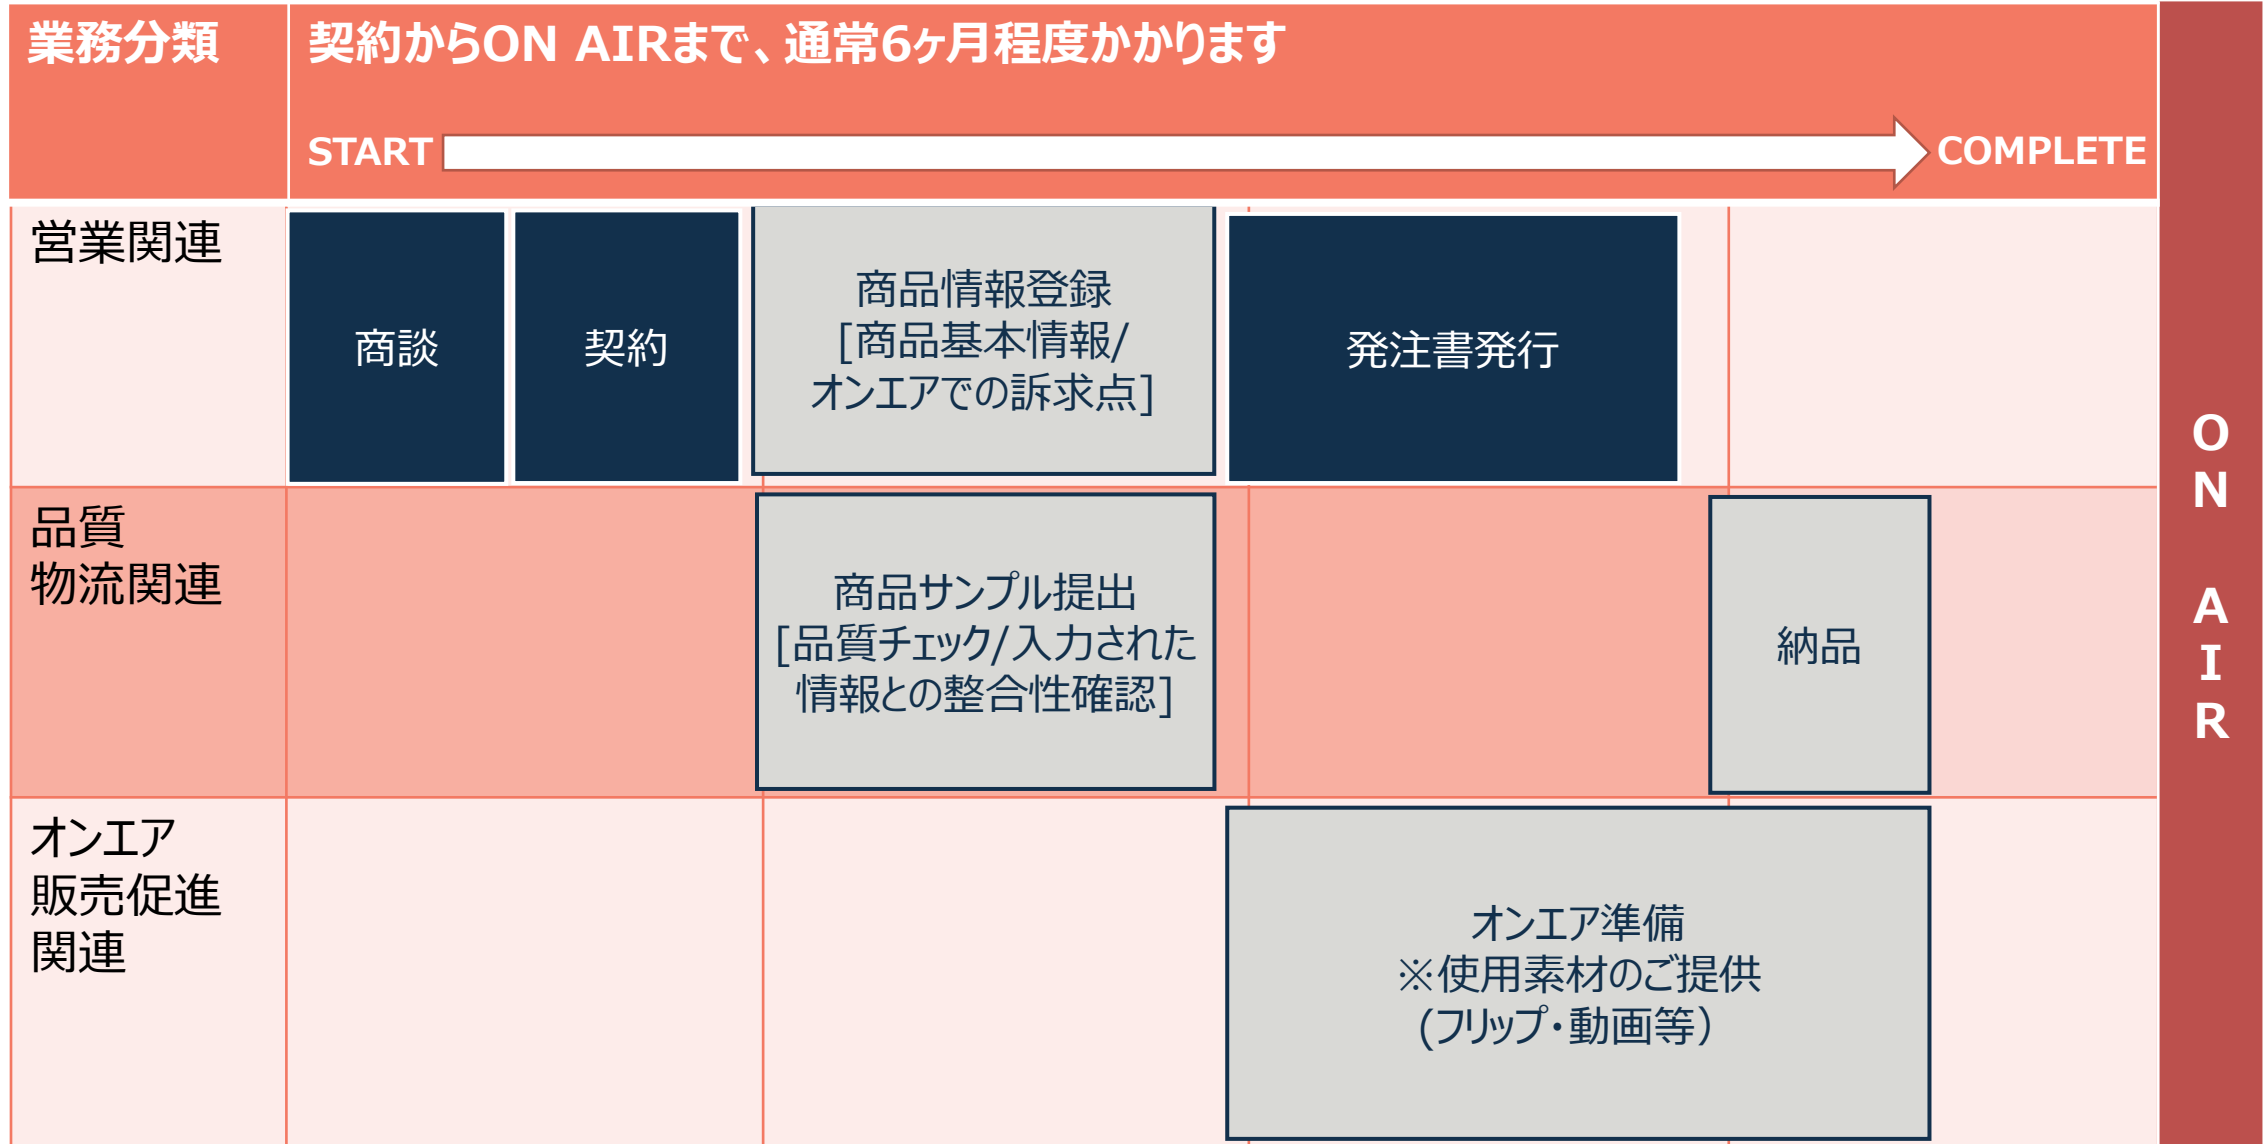 業務分類
契約からON AIRまで、通常6ヶ月程度かかります
START
COMPLETE
営業関連
商談
契約
商品情報登録
[商品基本情報/
オンエアでの訴求点]
発注書発行
品質
物流関連
商品サンプル提出
[品質チェック/入力された
情報との整合性確認]
納品
オンエア
販売促進
関連
オンエア準備
※使用素材のご提供
(フリップ・動画等）
ON AIR